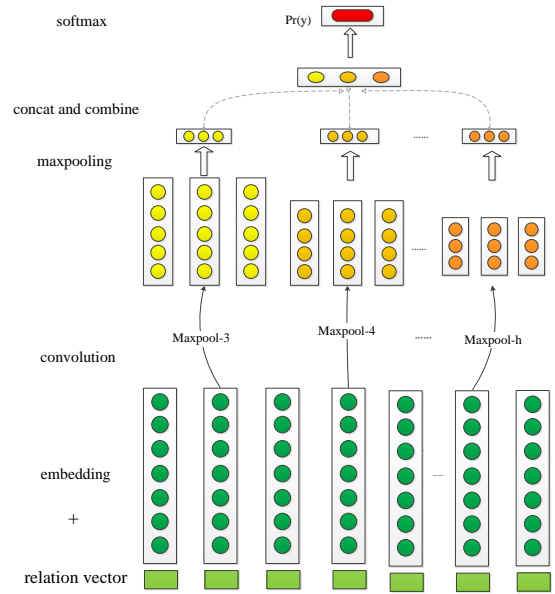 softmax
Pr(y)
concat and combine
......
maxpooling
......
Maxpool-3
Maxpool-4
Maxpool-h
......
convolution
embedding
+
relation vector